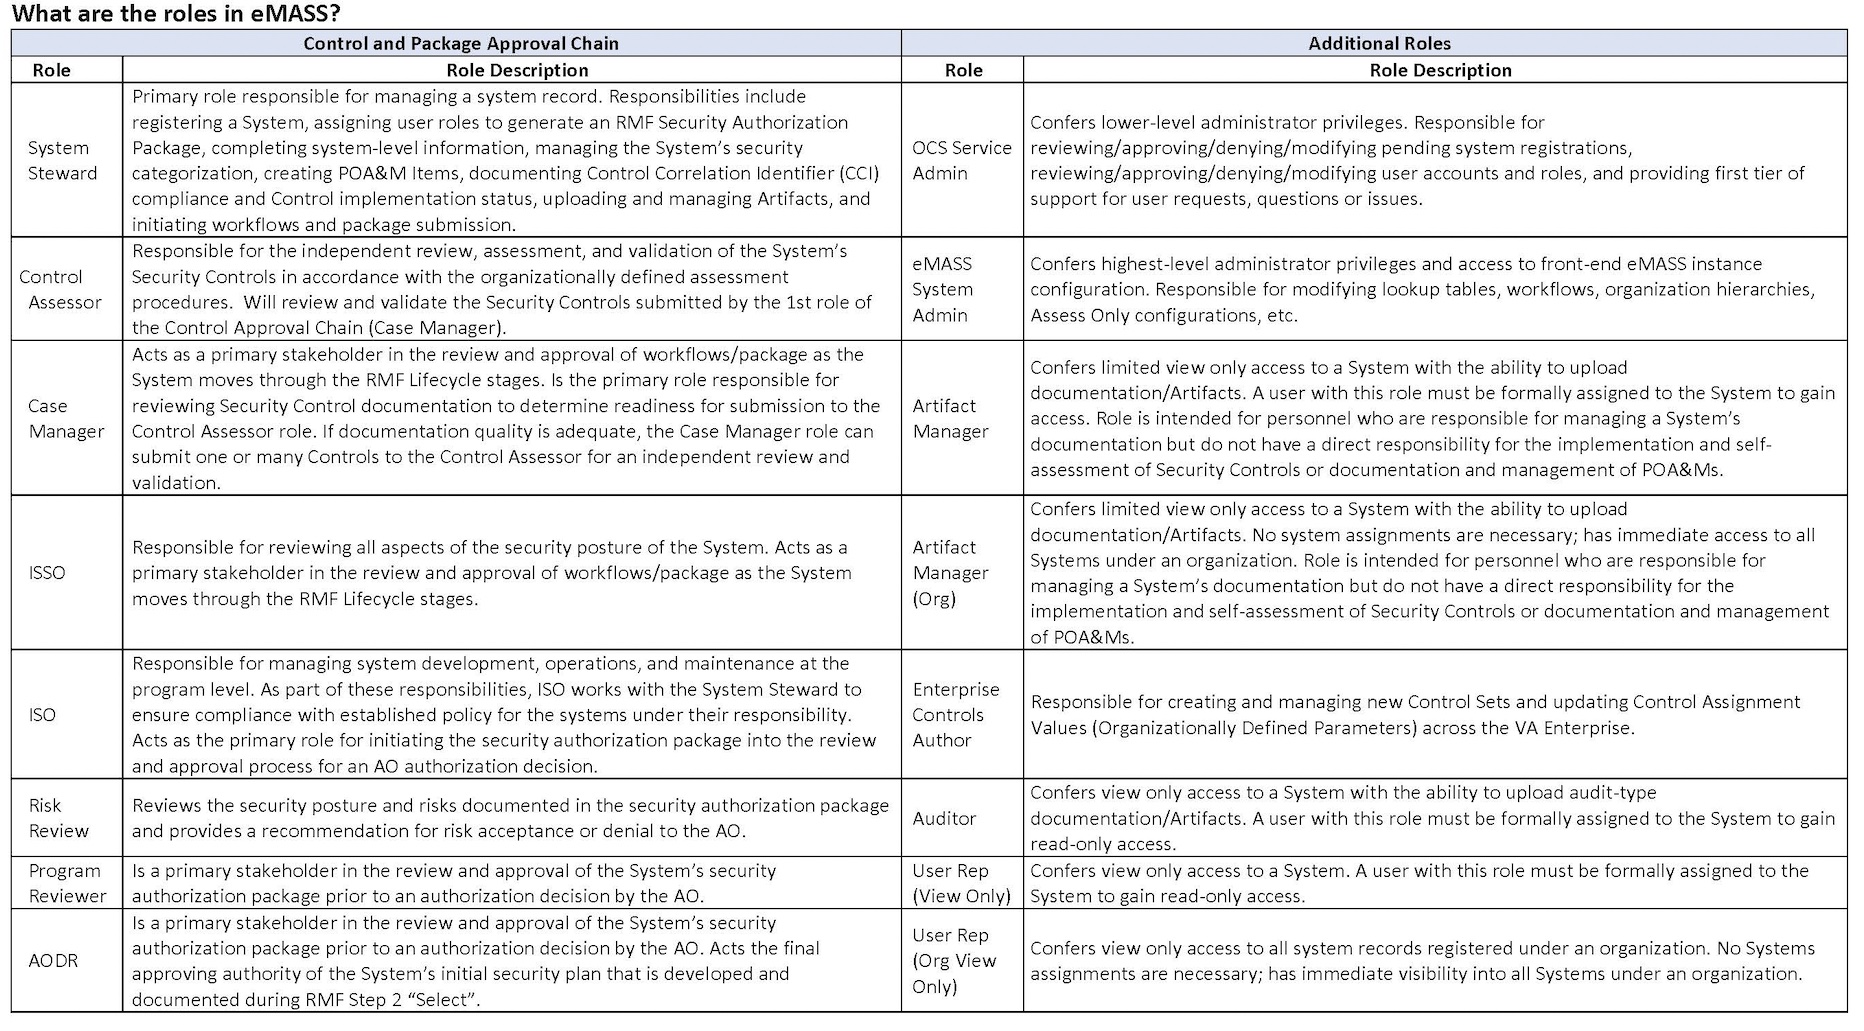 What are the roles in eMASS?
Control and Package Approval Chain
Additional Roles
Role
Role Description
Role
Role Description
System
Steward
Primary role responsible for managing a system record. Responsibilities include
registering a System, assigning user roles to generate an RMF Security Authorization
Package, completing system-level information, managing the System's security
categorization, creating POA&M Items, documenting Control Correlation Identifier (CCI)
compliance and Control implementation status, uploading and managing Artifacts, and
initiating workflows and package submission.
OCS Service
Admin
Confers lower-level administrator privileges. Responsible for
reviewing/approving/denying/modifying pending system registrations,
reviewing/approving/denying/modifying user accounts and roles, and providing first tier of
support for user requests, questions or issues.
Control
Assessor
Responsible for the independent review, assessment, and validation of the System's
Security Controls in accordance with the organizationally defined assessment
procedures.  Will review and validate the Security Controls submitted by the 1st role of
the Control Approval Chain (Case Manager).
eMASS
System
Admin
Confers highest-level administrator privileges and access to front-end eMASS instance
configuration. Responsible for modifying lookup tables, workflows, organization hierarchies,
Assess Only configurations, etc.
Case
Manager
Acts as a primary stakeholder in the review and approval of workflows/package as the
System moves through the RMF Lifecycle stages. Is the primary role responsible for
reviewing Security Control documentation to determine readiness for submission to the
Control Assessor role. If documentation quality is adequate, the Case Manager role can
submit one or many Controls to the Control Assessor for an independent review and
validation.
Artifact
Manager
Confers limited view only access to a System with the ability to upload
documentation/Artifacts. A user with this role must be formally assigned to the System to gain
access. Role is intended for personnel who are responsible for managing a System's
documentation but do not have a direct responsibility for the implementation and self-
assessment of Security Controls or documentation and management of POA&Ms.
ISSO
Responsible for reviewing all aspects of the security posture of the System. Acts as a
primary stakeholder in the review and approval of workflows/package as the System
moves through the RMF Lifecycle stages.
Artifact
Manager
(Org)
Confers limited view only access to a System with the ability to upload
documentation/Artifacts. No system assignments are necessary; has immediate access to all
Systems under an organization. Role is intended for personnel who are responsible for
managing a System's documentation but do not have a direct responsibility for the
implementation and self-assessment of Security Controls or documentation and management
of POA&Ms.
ISO
Responsible for managing system development, operations, and maintenance at the
program level. As part of these responsibilities, ISO works with the System Steward to
ensure compliance with established policy for the systems under their responsibility.
Acts as the primary role for initiating the security authorization package into the review
and approval process for an AO authorization decision.
Enterprise
Controls
Author
Responsible for creating and managing new Control Sets and updating Control Assignment
Values (Organizationally Defined Parameters) across the VA Enterprise.
Risk
Review
Reviews the security posture and risks documented in the security authorization package
and provides a recommendation for risk acceptance or denial to the AO.
Auditor
Confers view only access to a System with the ability to upload audit-type
documentation/Artifacts. A user with this role must be formally assigned to the System to gain
read-only access.
Program
Reviewer
Is a primary stakeholder in the review and approval of the System's security
authorization package prior to an authorization decision by the AO.
User Rep
(View Only)
Confers view only access to a System. A user with this role must be formally assigned to the
System to gain read-only access.
AODR
Is a primary stakeholder in the review and approval of the System's security
authorization package prior to an authorization decision by the AO. Acts the final
approving authority of the System's initial security plan that is developed and
documented during RMF Step 2 “Select”.
User Rep
(Org View
Only)
Confers view only access to all system records registered under an organization. No Systems
assignments are necessary; has immediate visibility into all Systems under an organization.